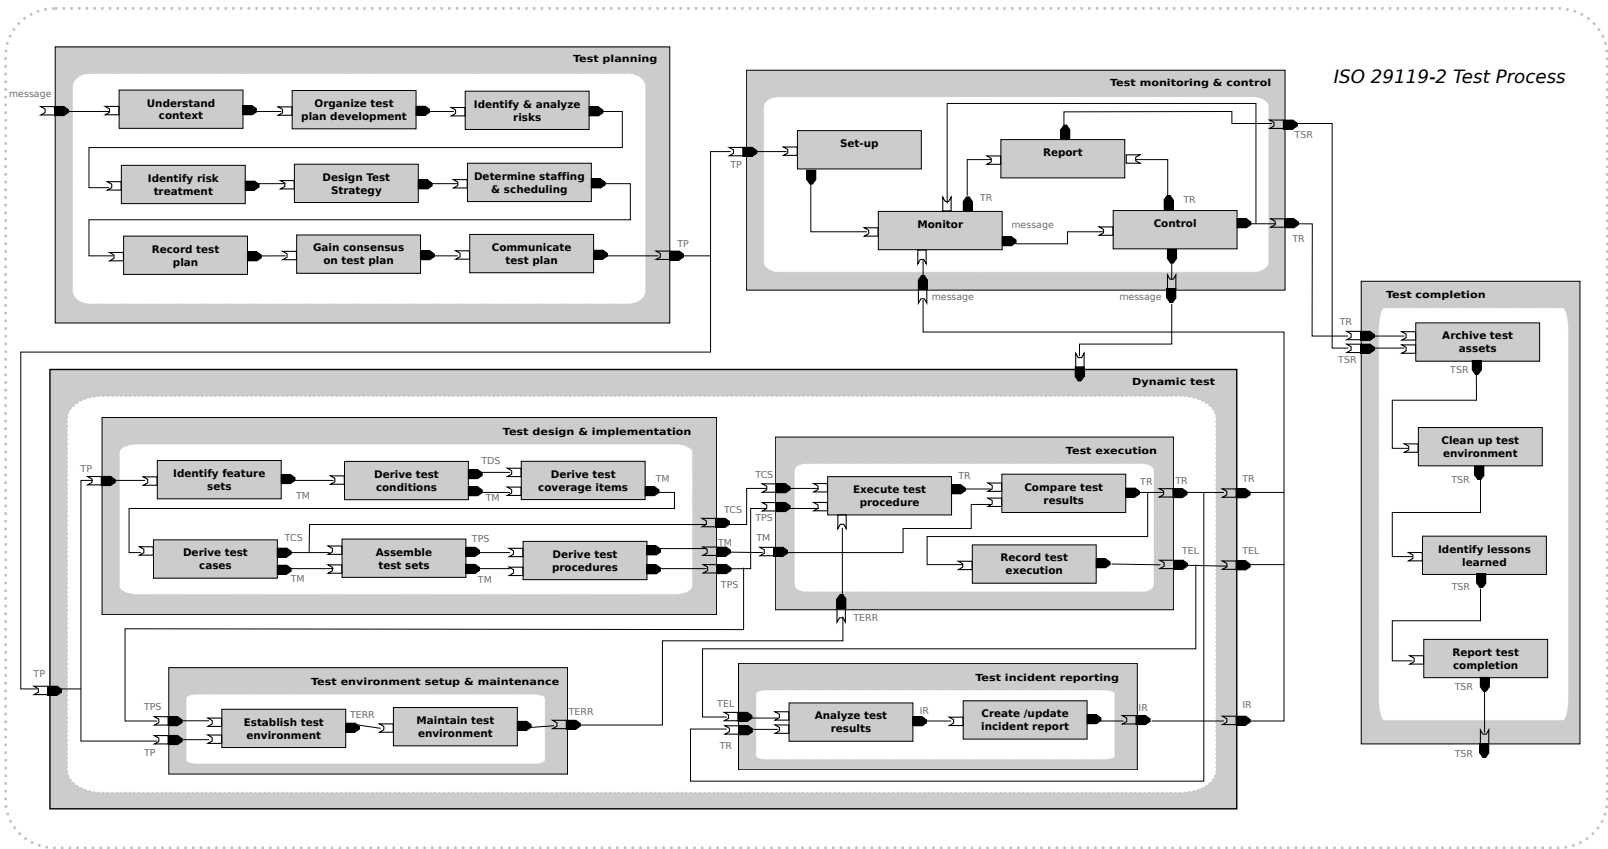 ISO 29119-2 Test Process
Test planning
message
Understand
context
Organize test
plan development
Identify & analyze
risks
Identify risk
treatment
Design Test
Strategy
Determine staffing
& scheduling
Record test
plan
Gain consensus
on test plan
Communicate
test plan
TP
Test monitoring & control
TP
Set-up
Report
TSR
TR
TR
Monitor
message
Control
TR
message
message
Test completion
TR
TSR
Archive test
assets
TSR
Clean up test
environment
TSR
Identify lessons
learned
TSR
Report test
completion
TSR
TSR
Dynamic test
TP
Test design & implementation
TP
Identify feature
sets
TM
Derive test
conditions
TDS
TM
Derive test
coverage items
TM
Derive test
cases
TCS
TM
Assemble
test sets
TPS
TM
Derive test
procedures
TCS
TM
TPS
Test execution
TCS
TPS
TM
Execute test
procedure
TR
Compare test
results
TR
TR
TR
Record test
execution
TEL
TEL
TERR
Test environment setup & maintenance
TPS
TP
Establish test
environment
TERR
Maintain test
environment
TERR
Test incident reporting
TEL
TR
Analyze test
results
IR
Create /update
incident report
IR
IR